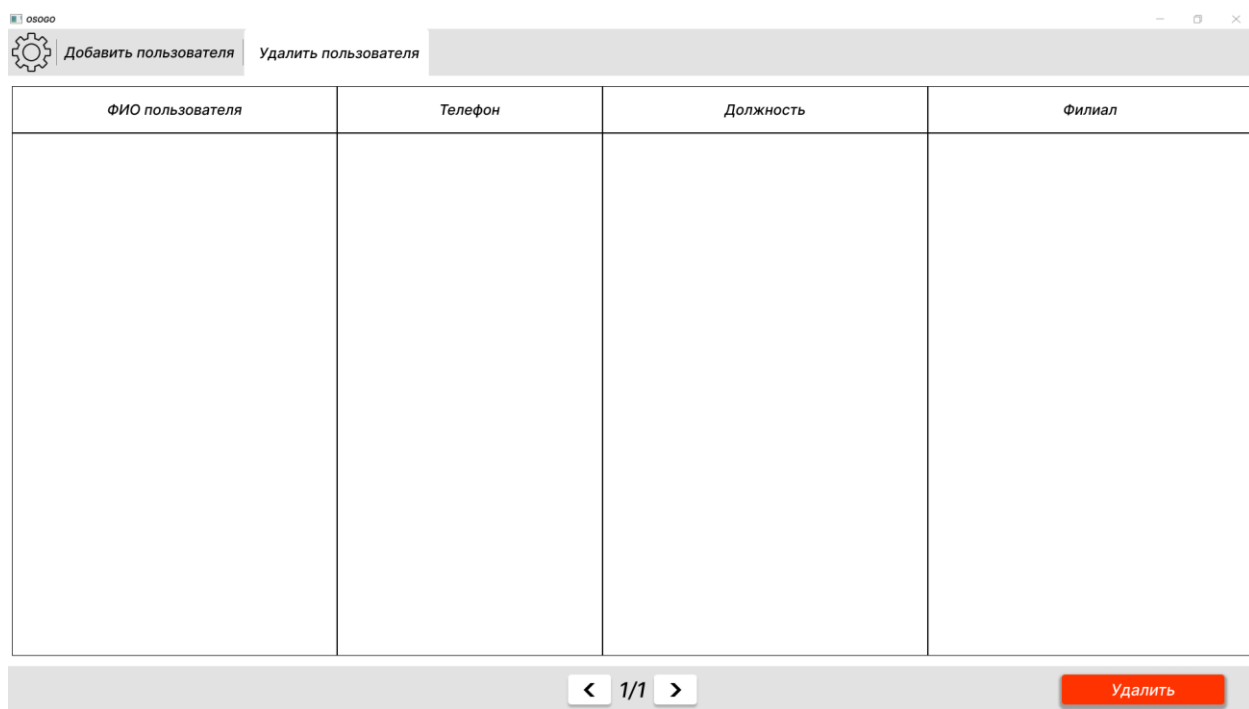 OSOGO
Добавить пользователя Удалить пользователя
ФИО пользователя Телефон Должность Филиал
1/1 Удалить